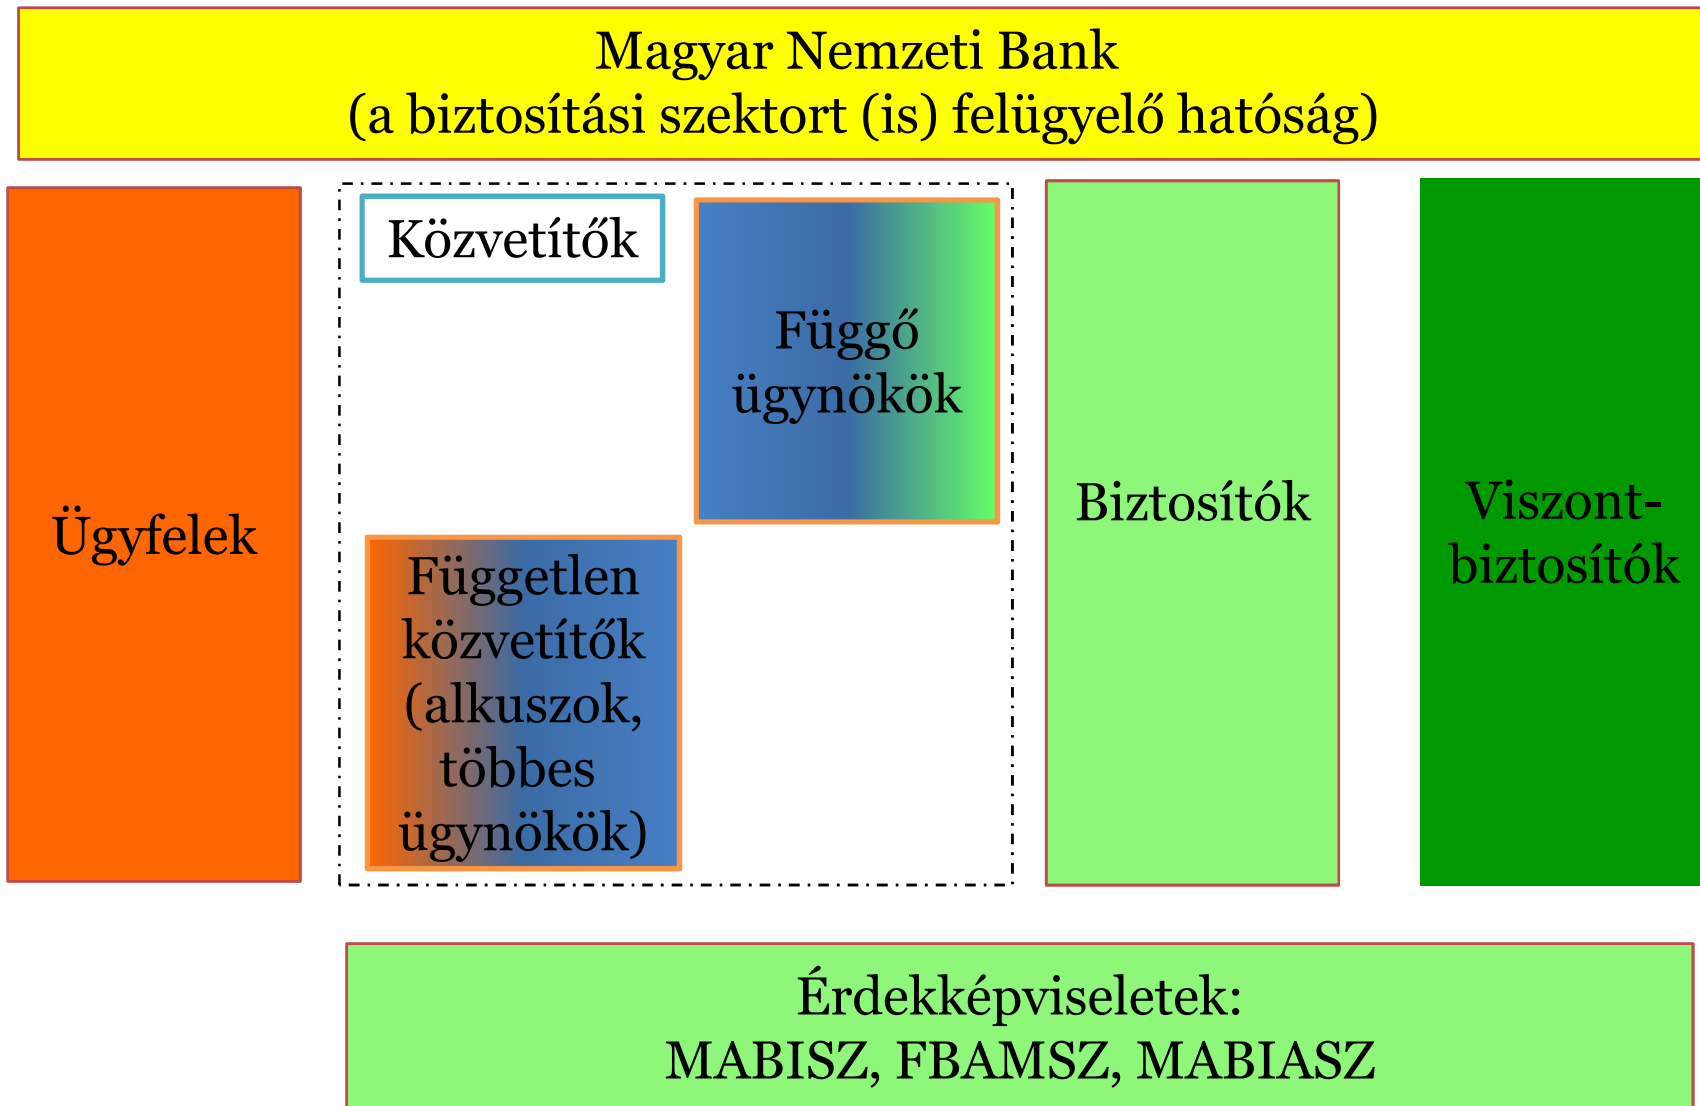 Magyar Nemzeti Bank
(a biztosítási szektort (is) felügyelő hatóság)
Ügyfelek
Közvetítők
Függő
ügynökök
Független
közvetítők
(alkuszok,
többes
ügynökök)
Biztosítók
Viszont-
biztosítók
Érdekképviseletek:
MABISZ, FBAMSZ, MABIASZ